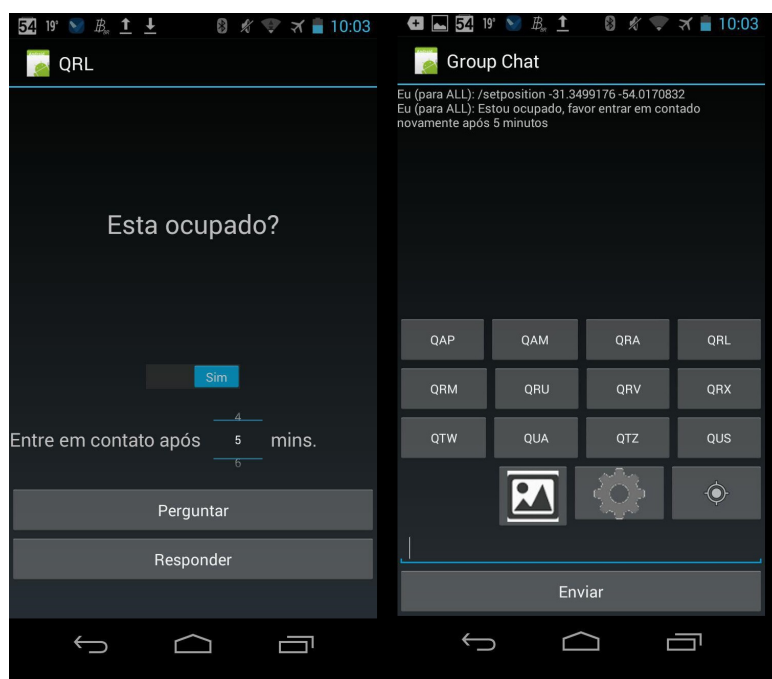 54 19° 10:03
QRL
Esta ocupado?
Sim
4
Entre em contato após 5 mins.
6
Perguntar
Responder
54 19° 10:03
Group Chat
Eu (para ALL): /setposition -31.3499176 -54.0170832
Eu (para ALL): Estou ocupado, favor entrar em contado
novamente após 5 minutos
QAP QAM QRA QRL
QRM QRU QRV QRX
QTW QUA QTZ QUS
Enviar